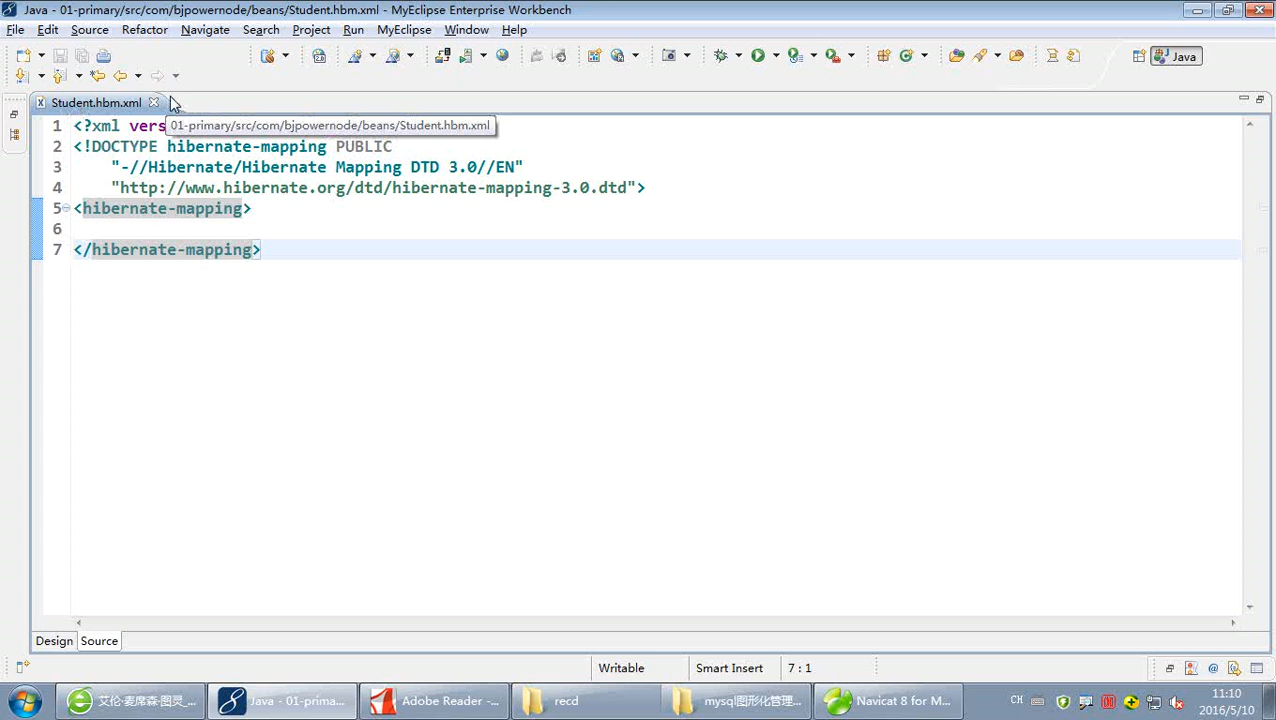 Java - 01-primary/src/com/bjpowernode/beans/Student.hbm.xml - MyEclipse Enterprise Workbench
File Edit Source Refactor Navigate Search Project Run MyEclipse Window Help
Java
Student.hbm.xml
1 <?xml vers
01-primary/src/com/bjpowernode/beans/Student.hbm.xml
2 <!DOCTYPE hibernate-mapping PUBLIC
3 "-//Hibernate/Hibernate Mapping DTD 3.0//EN"
4 "http://www.hibernate.org/dtd/hibernate-mapping-3.0.dtd">
5 <hibernate-mapping>
6
7 </hibernate-mapping>
Design Source
Writable Smart Insert 7 : 1
艾伦·麦席森·图灵_... Java - 01-prima... Adobe Reader -... recd mysql图形化管理... Navicat 8 for M... CH 11:10
2016/5/10